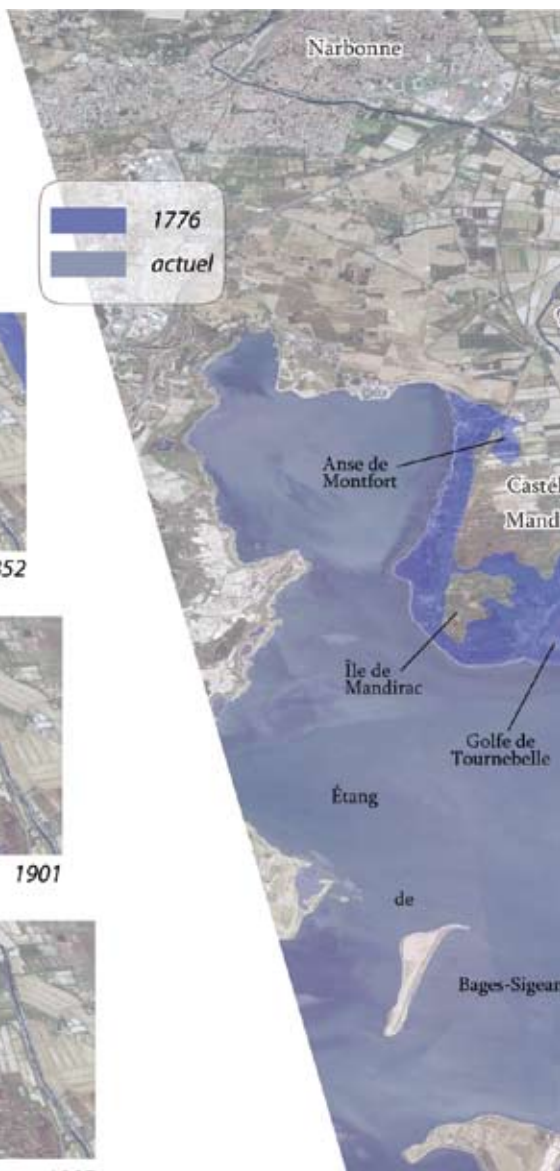 Narbonne
1776
actuel
Anse de
Montfort
Île de
Mandirac
Golfe de
Tournebelle
Étang
de
Bages-Sigean
1901